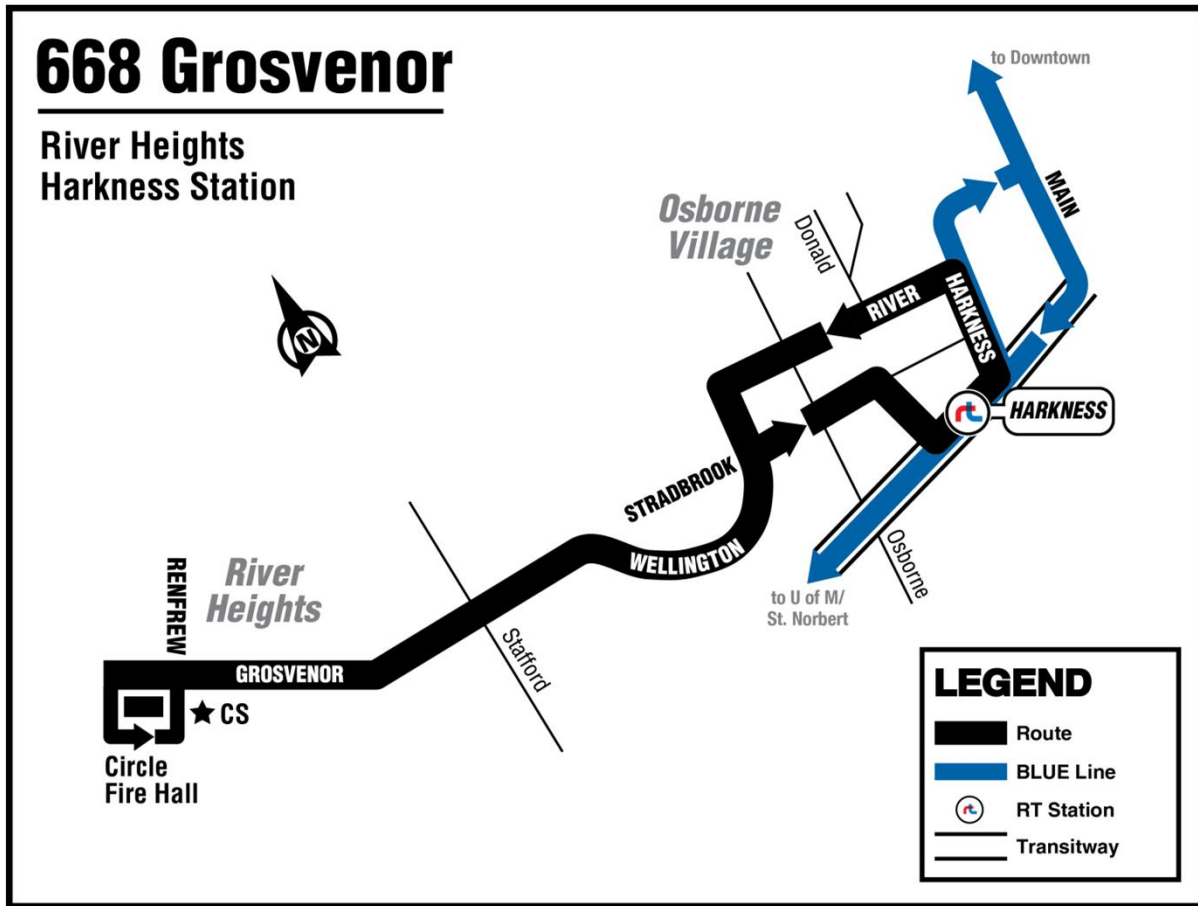 668 Grosvenor
River Heights
Harkness Station
to Downtown
MAIN
Osborne
Village
Donald
RIVER
HARKNESS
N
rt
HARKNESS
STRADBROOK
WELLINGTON
Osborne
to U of M/
St. Norbert
RENFREW
River
Heights
Stafford
GROSVENOR
CS
Circle
Fire Hall
LEGEND
Route
BLUE Line
rt
RT Station
Transitway